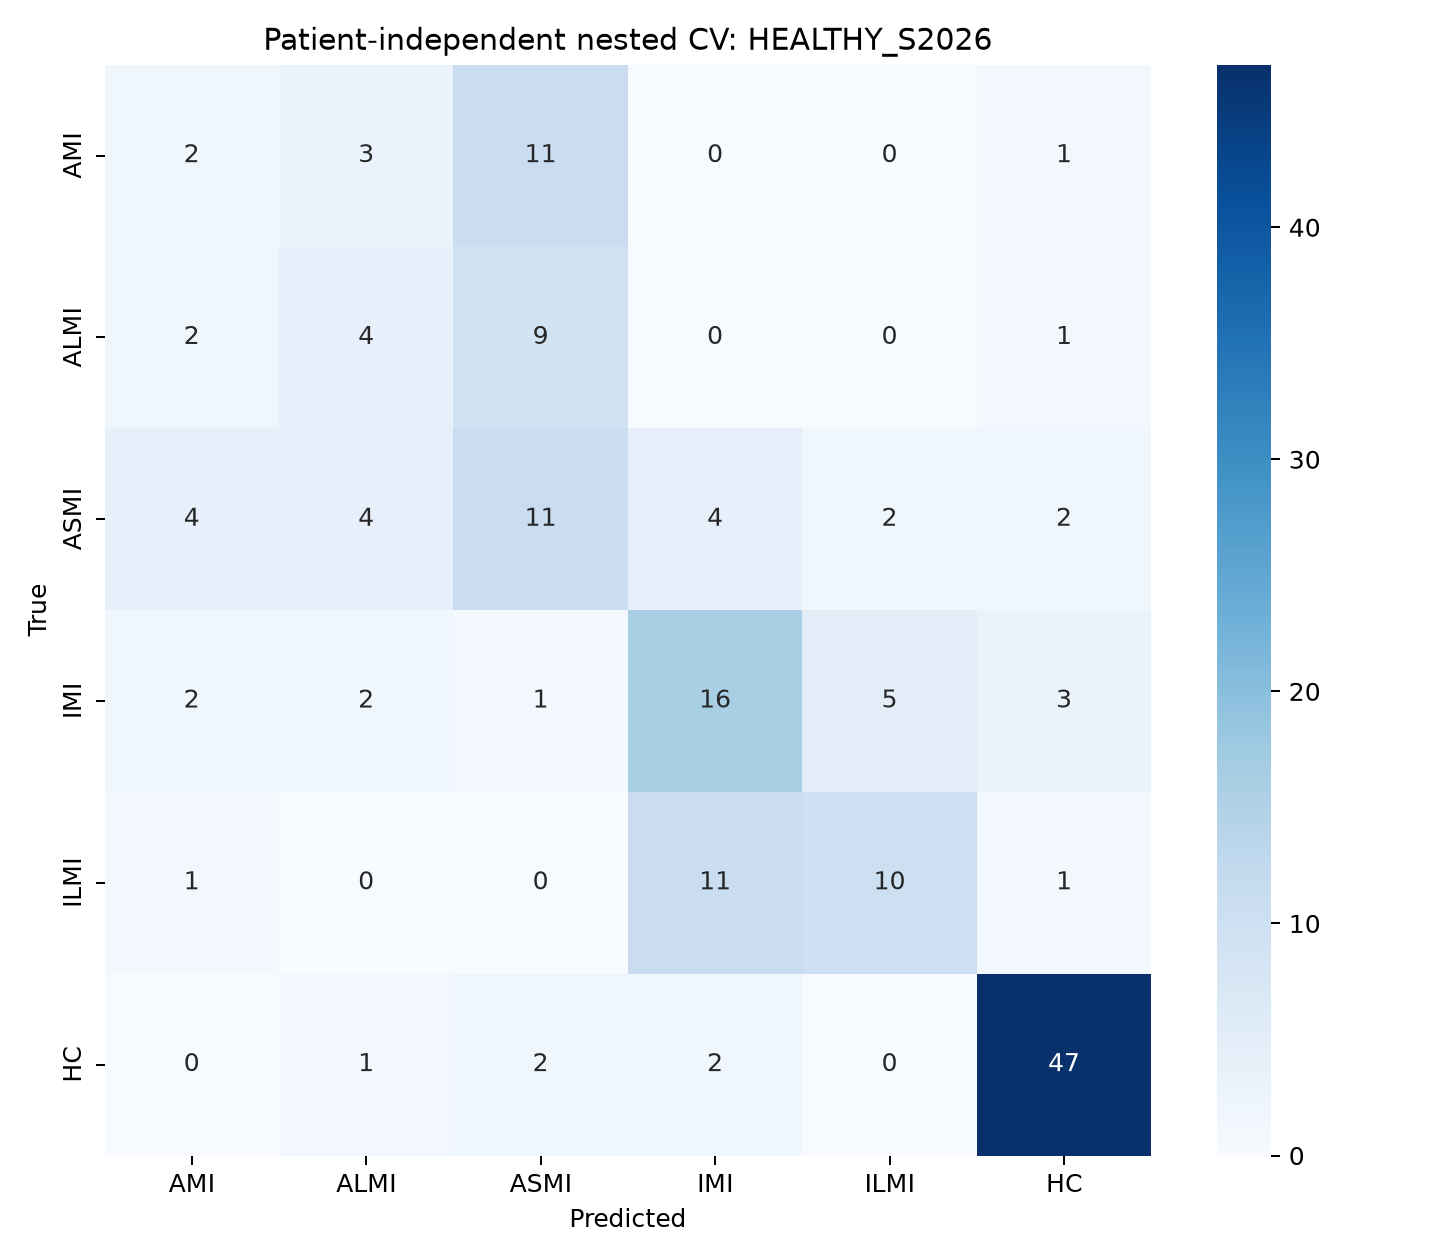 Patient-independent nested CV: HEALTHY_S2026
AMI 2 3 11 0 0 1
ALMI 2 4 9 0 0 1
ASMI 4 4 11 4 2 2
IMI 2 2 1 16 5 3
ILMI 1 0 0 11 10 1
HC 0 1 2 2 0 47
True
AMI ALMI ASMI IMI ILMI HC
Predicted
40
30
20
10
0